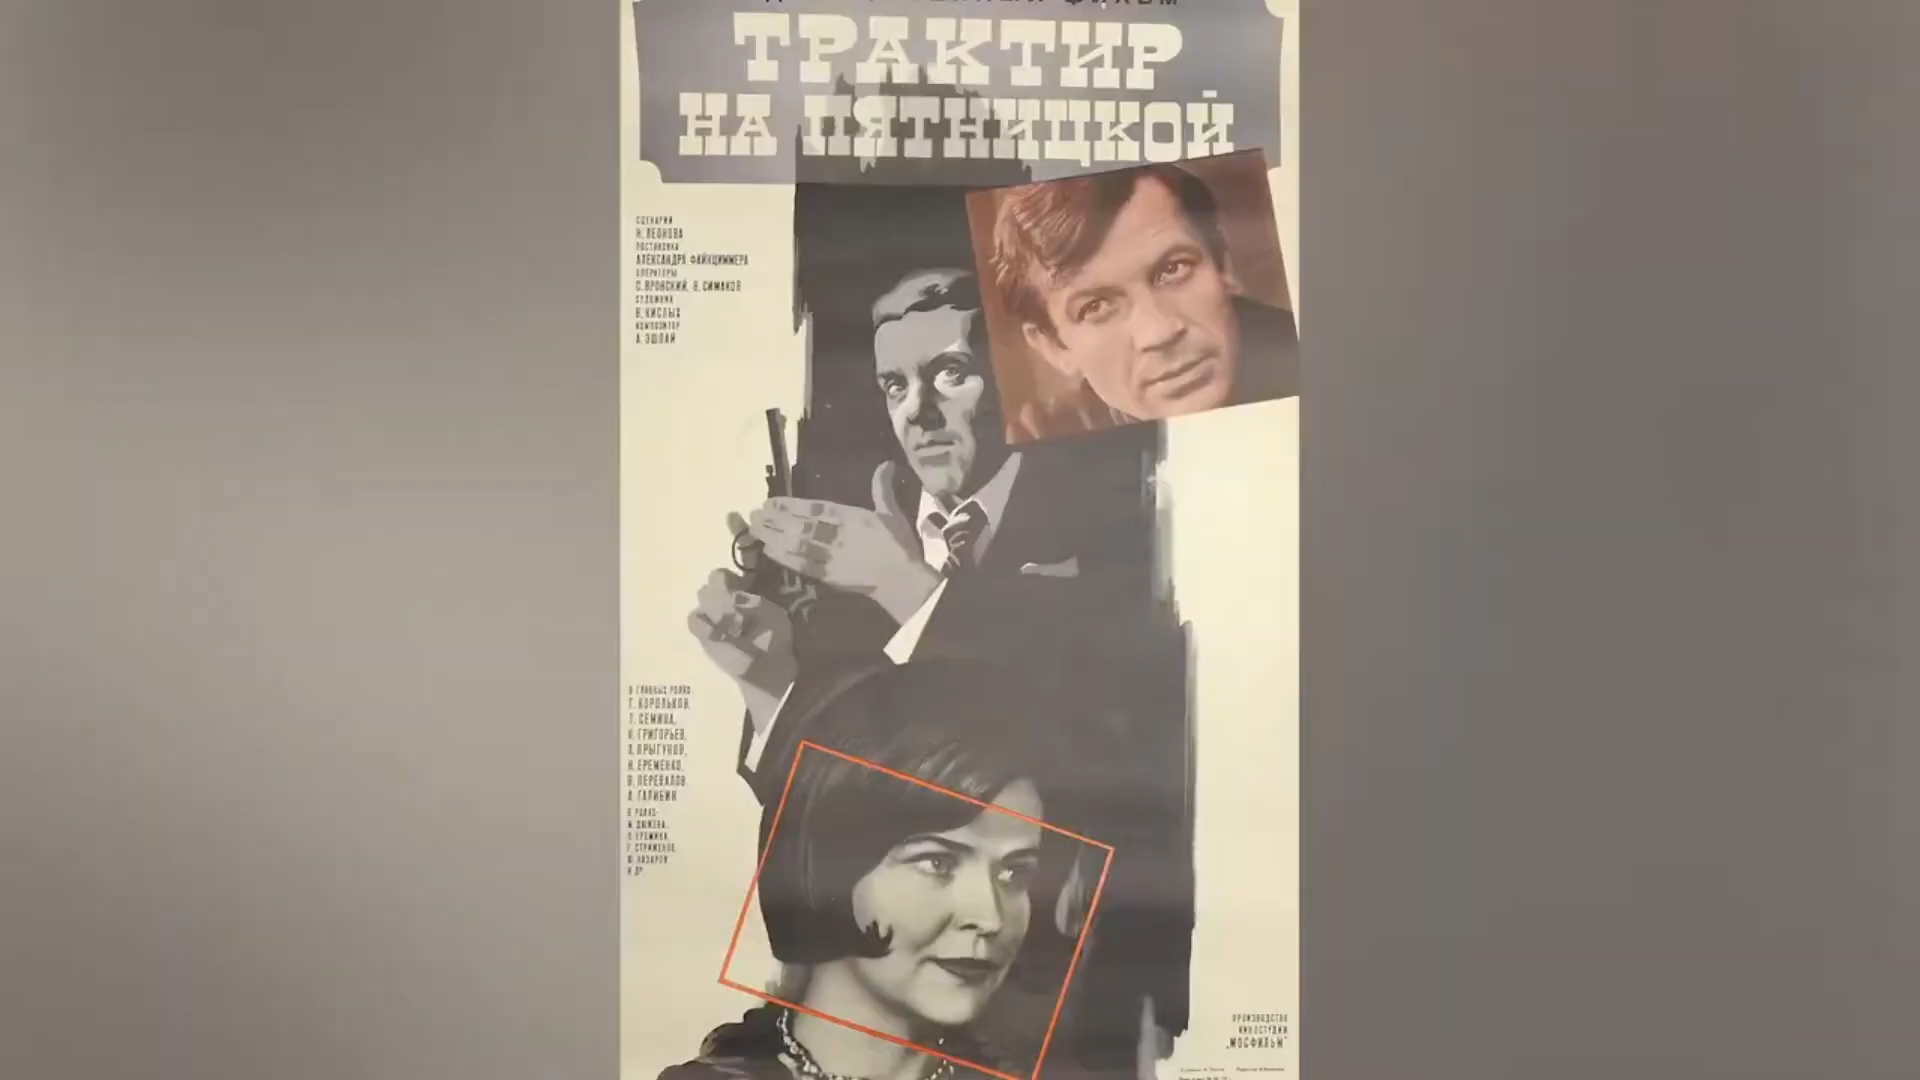 ТРАКТИР
НА ПЯТНИЦКОЙ
СЦЕНАРИЙ
Н. ЛЕОНОВА
ПОСТАНОВКА
АЛЕКСАНДРА ФАЙНЦИММЕРА
ОПЕРАТОРЫ
С. ВРОНСКИЙ, В. СИМАКОВ
ХУДОЖНИК
В. КИСЛЫХ
КОМПОЗИТОР
А. ЭШПАЙ
В ГЛАВНЫХ РОЛЯХ:
Г. КОРОЛЬКОВ,
Т. СЕМИНА,
К. ГРИГОРЬЕВ,
Л. ПРЫГУНОВ,
Н. ЕРЕМЕНКО,
В. ПЕРЕВАЛОВ,
А. ГАЛИБИН
В РОЛЯХ:
М. ДЮЖЕВА,
Л. ЕРЕМИНА,
Г. СТРИЖЕНОВ,
Ю. НАЗАРОВ
И ДР.
ПРОИЗВОДСТВО
КИНОСТУДИИ
„МОСФИЛЬМ"